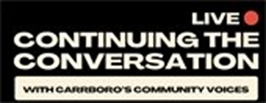 LIVE
CONTINUING THE
CONVERSATION
WITH CARRBORO'S COMMUNITY VOICES